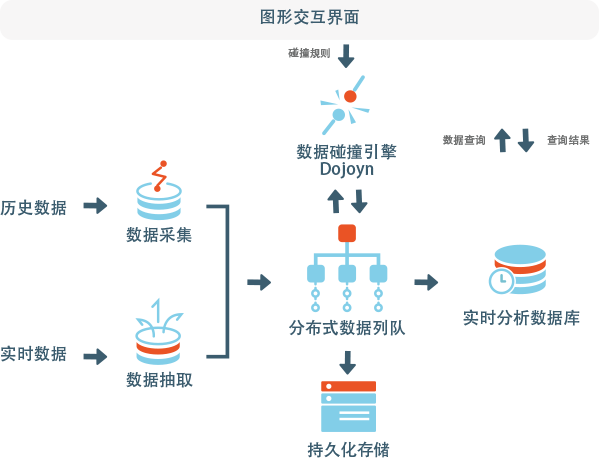 图形交互界面
碰撞规则
数据查询
查询结果
数据碰撞引擎
Dojoyn
历史数据
数据采集
分布式数据列队
实时分析数据库
实时数据
数据抽取
持久化存储